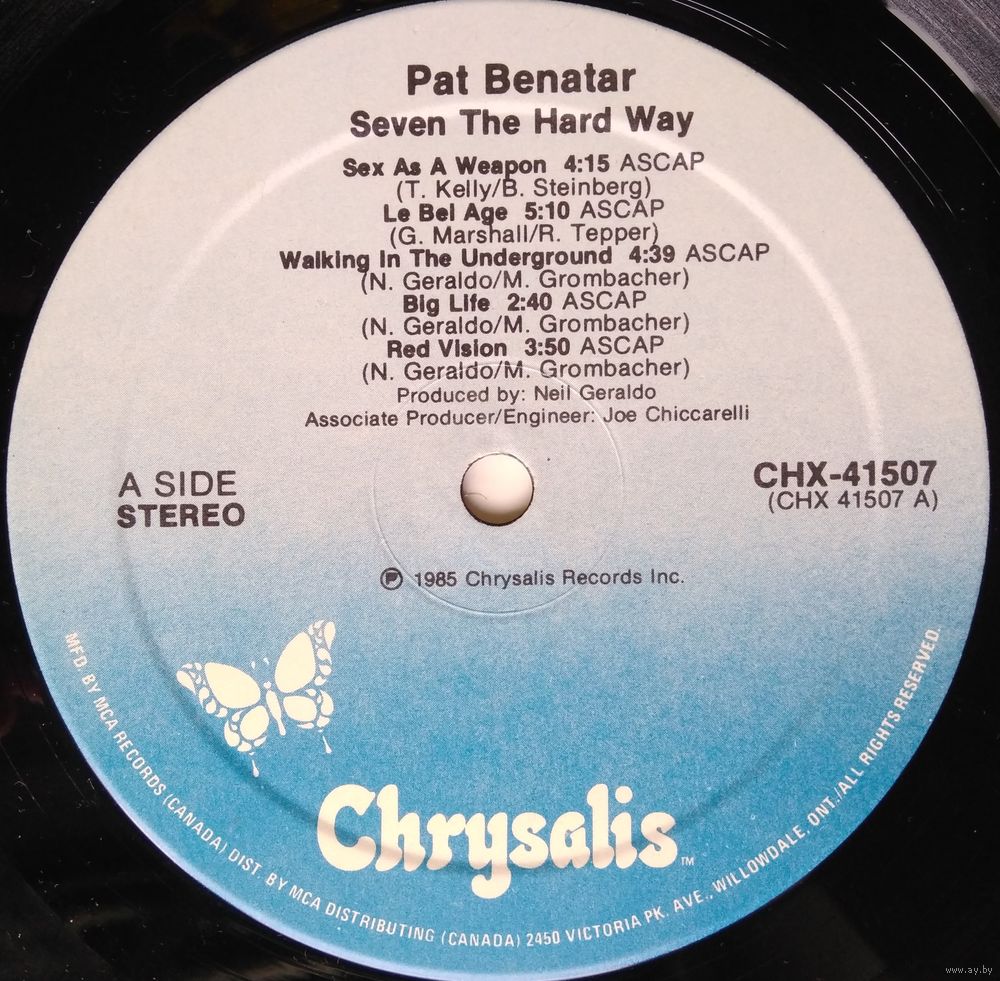 Pat Benatar
Seven The Hard Way
Sex As A Weapon 4:15 ASCAP
(T. Kelly/B. Steinberg)
Le Bel Age 5:10 ASCAP
(G. Marshall/R. Tepper)
Walking In The Underground 4:39 ASCAP
(N. Geraldo/M. Grombacher)
Big Life 2:40 ASCAP
(N. Geraldo/M. Grombacher)
Red Vision 3:50 ASCAP
(N. Geraldo/M. Grombacher)
Produced by: Neil Geraldo
Associate Producer/Engineer: Joe Chiccarelli
A SIDE
STEREO
CHX-41507
(CHX 41507 A)
℗ 1985 Chrysalis Records Inc.
Chrysalis™
MFD. BY MCA RECORDS (CANADA) DIST. BY MCA DISTRIBUTING (CANADA) 2450 VICTORIA PK. AVE., WILLOWDALE, ONT./ALL RIGHTS RESERVED.
www.ay.by